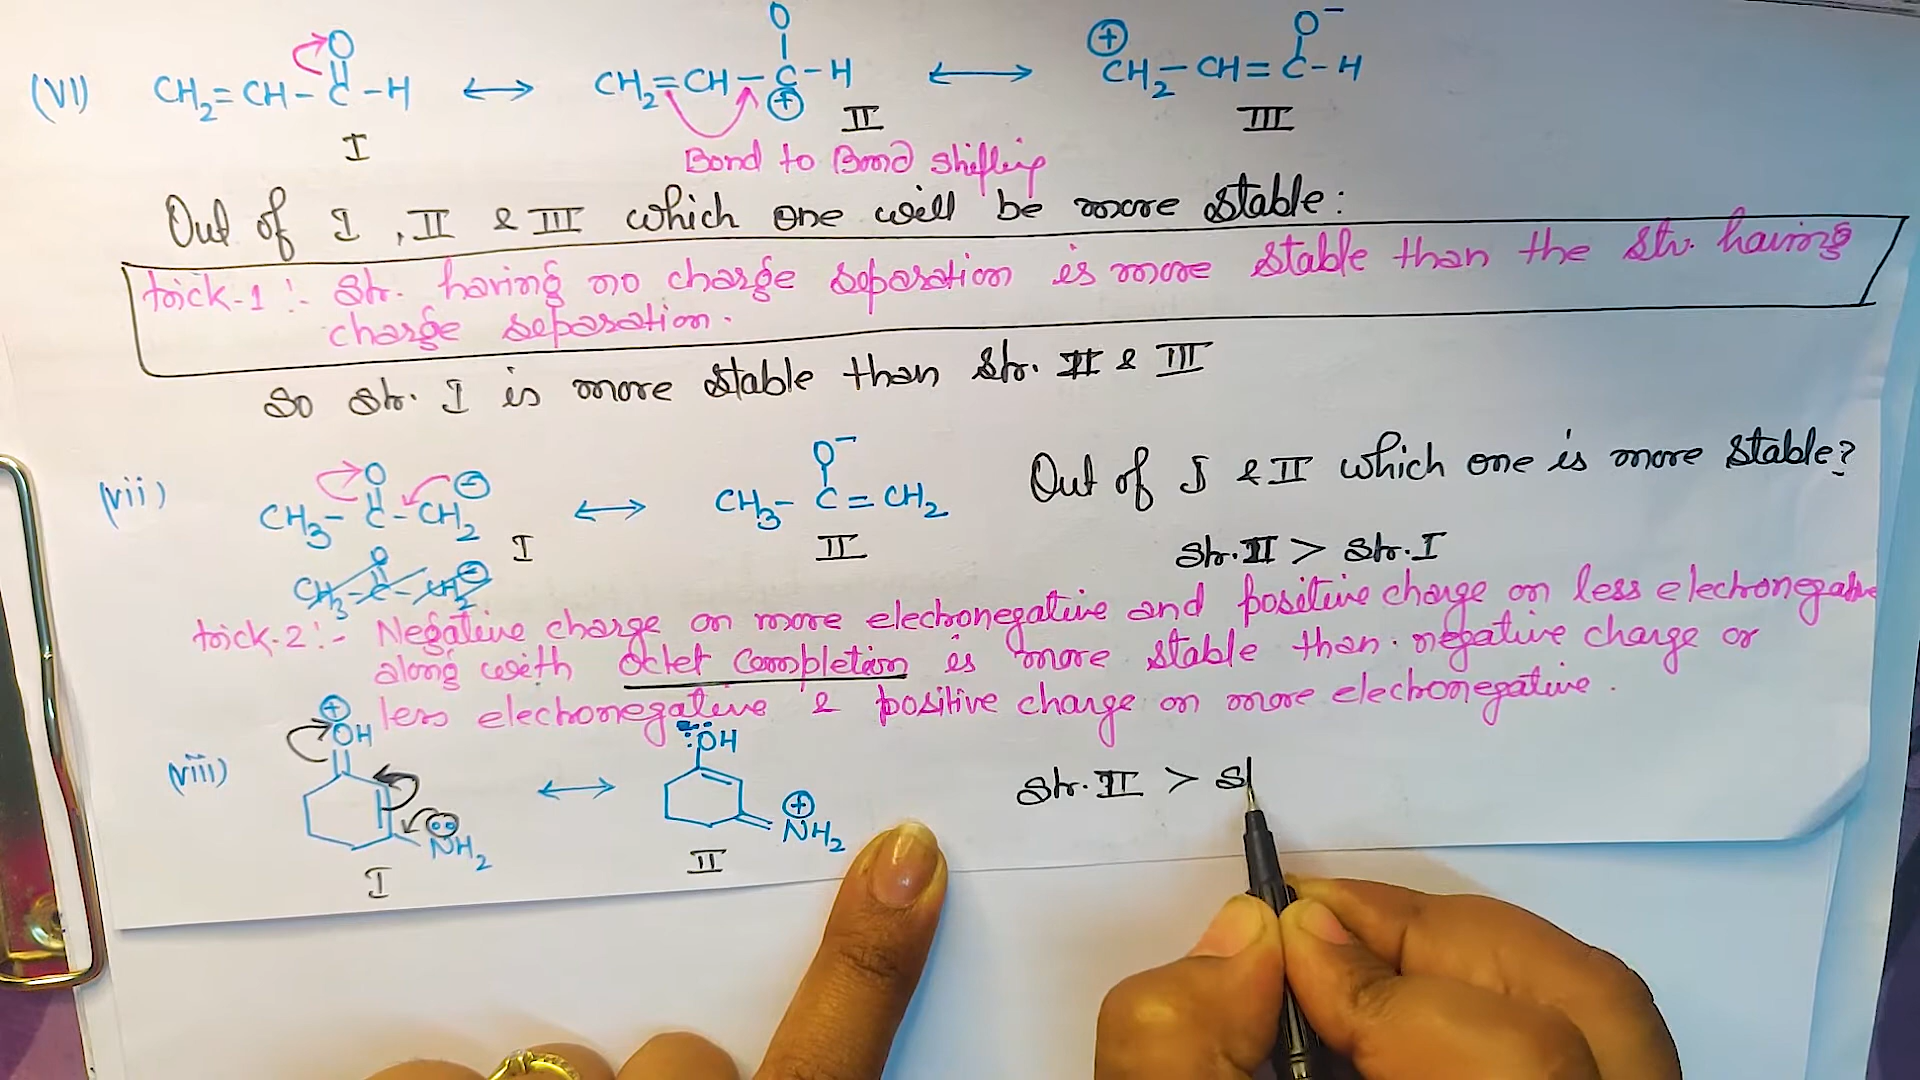 (VI) CH2=CH-C-H ↔ CH2=CH-C-H ↔ CH2-CH=C-H
O O O⁻
⊕ ⊕
I II III
Bond to Bond shifting
Out of I, II & III which one will be more stable:
trick-1:- Str. having no charge separation is more stable than the str. having
charge separation.
So str. I is more stable than str. II & III
(vii) CH3-C-CH2 ↔ CH3-C=CH2 Out of I & II which one is more stable?
O ⊖ O⁻
I II
str.II > str.I
CH3-C-CH2
O ⊖
trick-2:- Negative charge on more electronegative and positive charge on less electronegative
along with octet completion is more stable than negative charge or
less electronegative & positive charge on more electronegative.
(viii) ⊕ OH ↔ :OH str.II > st
NH2 ⊕ NH2
I II